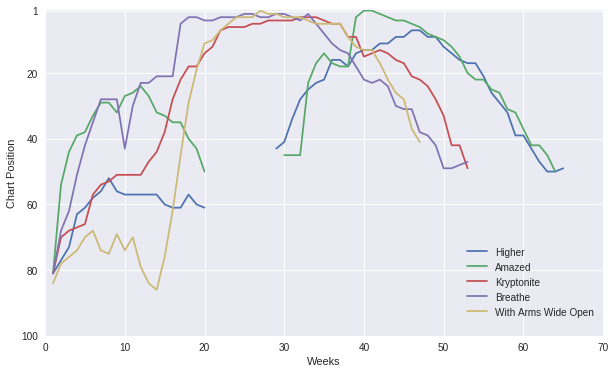 1
20
40
60
80
100
Chart Position
0 10 20 30 40 50 60 70
Weeks
Higher
Amazed
Kryptonite
Breathe
With Arms Wide Open